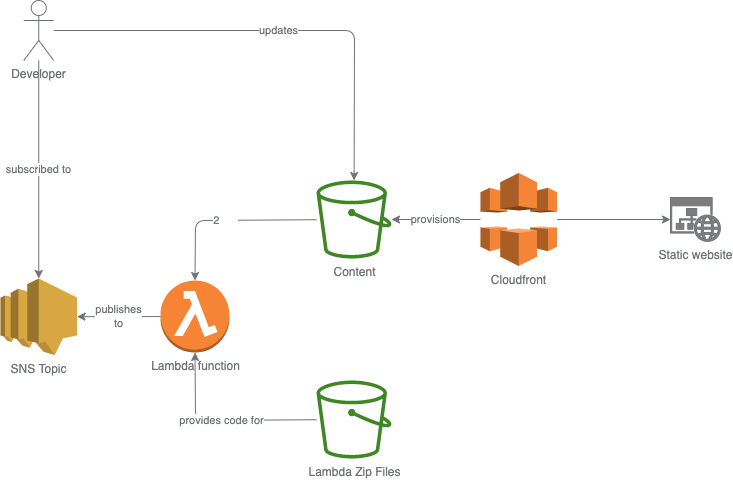 updates
Developer
subscribed to
2
provisions
Static website
Content
Cloudfront
publishes
to
Lambda function
SNS Topic
provides code for
Lambda Zip Files